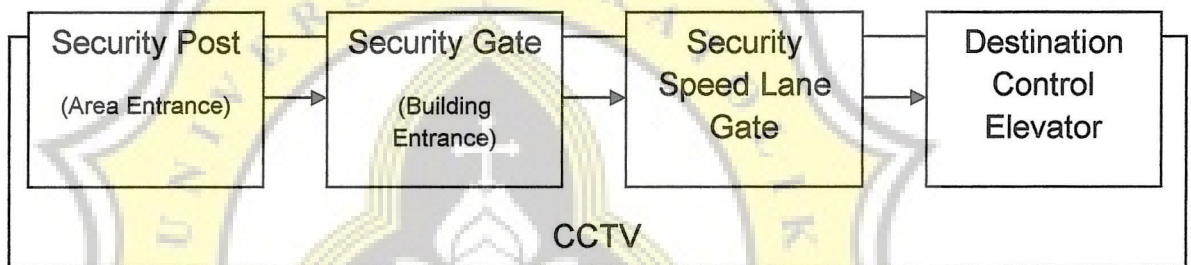 Security Post
(Area Entrance)
Security Gate
(Building
Entrance)
Security
Speed Lane
Gate
Destination
Control
Elevator
CCTV